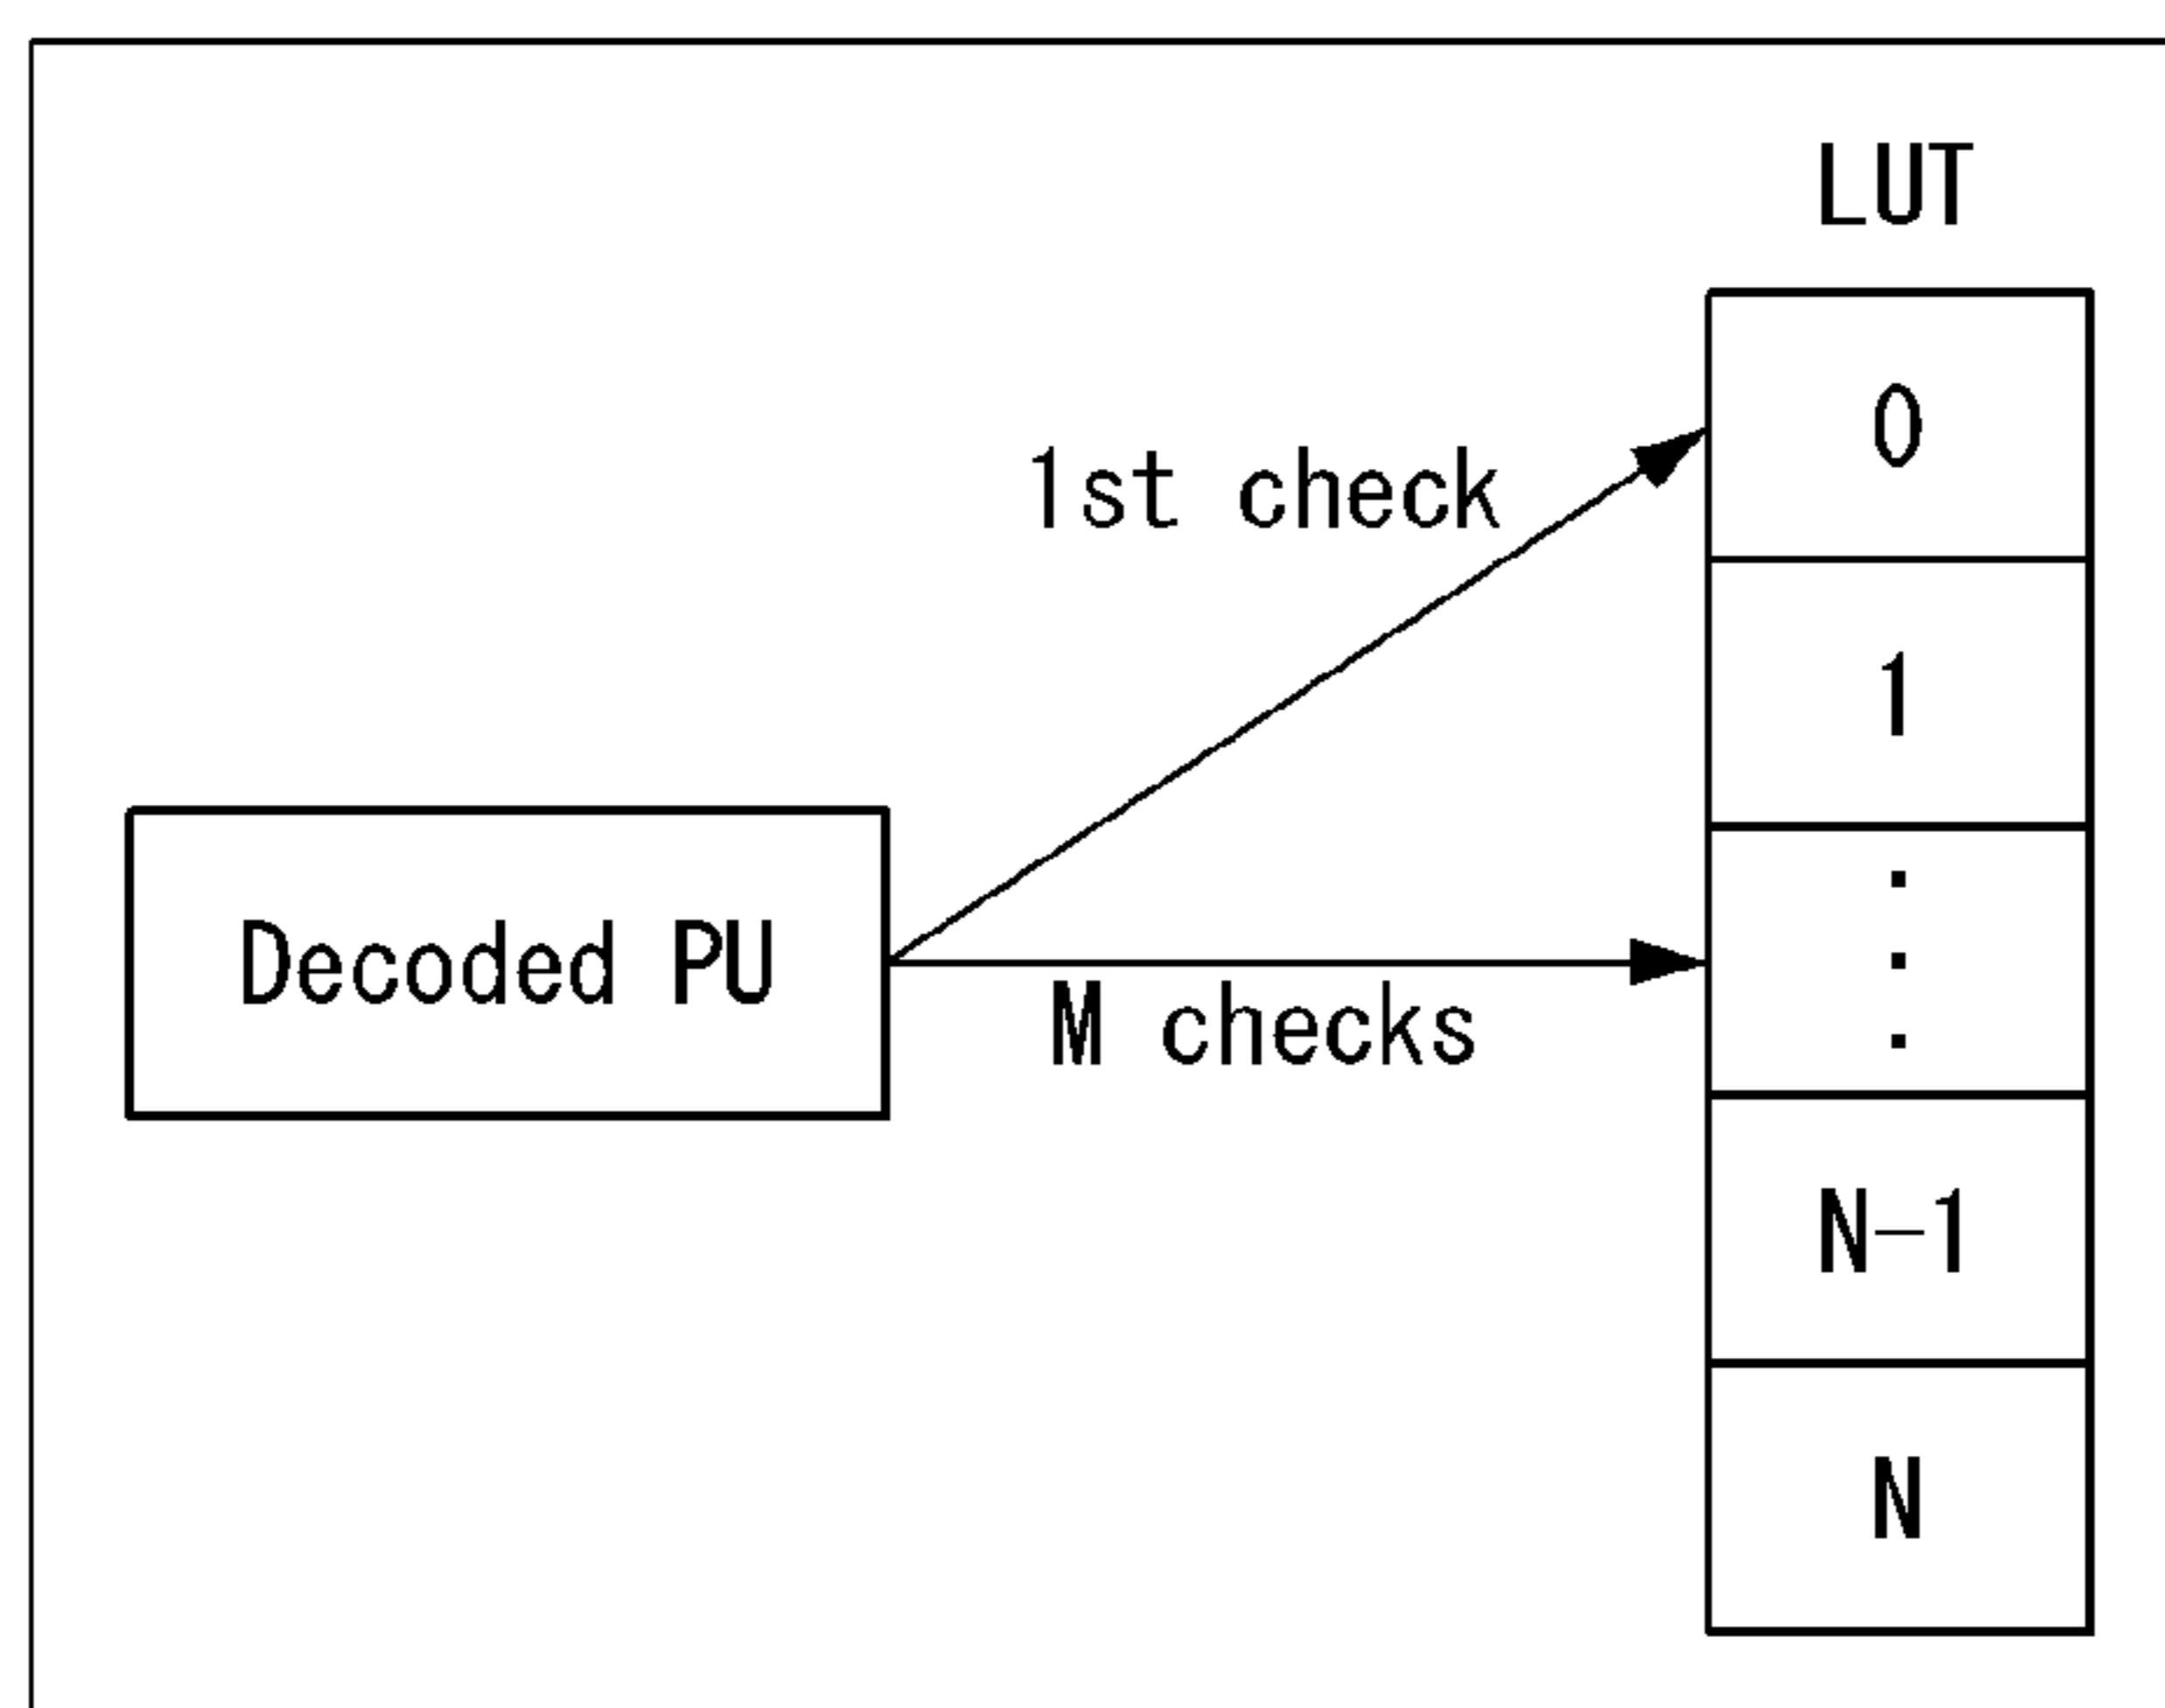 LUT
0
1st check
1
Decoded PU
M checks
.
.
.
N-1
N